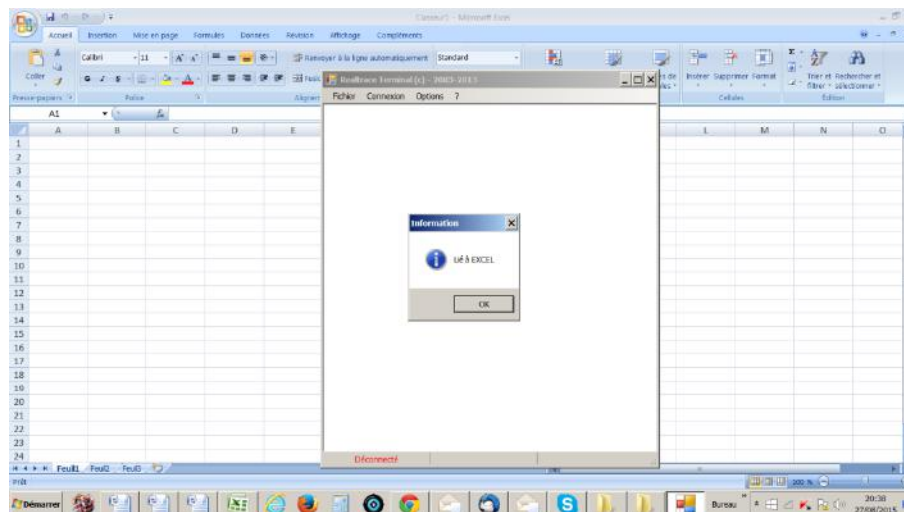 Classeur1 - Microsoft Excel
Accueil Insertion Mise en page Formules Données Révision Affichage Compléments
Calibri 11 Renvoyer à la ligne automatiquement Standard
Coller G I S Insérer Supprimer Format Trier et Rechercher et
filtrer sélectionner
Presse-papiers Police Cellules Édition
Realtrace Terminal (c) - 2003-2013
Fichier Connexion Options ?
A1 fx
A B C D E L M N O
1
2
3
4
5
6
7
Information
8
9
Lié à EXCEL
10
11
12
OK
13
14
15
16
17
18
19
20
21
22
23
Déconnecté
24
Feuil1 Feuil2 Feuil3
Prêt 100 %
Démarrer Bureau 20:38
27/08/2015